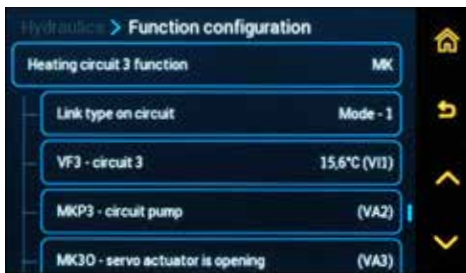 Hydraulics > Function configuration
Heating circuit 3 function MK
Link type on circuit Mode - 1
VF3 - circuit 3 15,6°C (VI1)
MKP3 - circuit pump (VA2)
MK3O - servo actuator is opening (VA3)